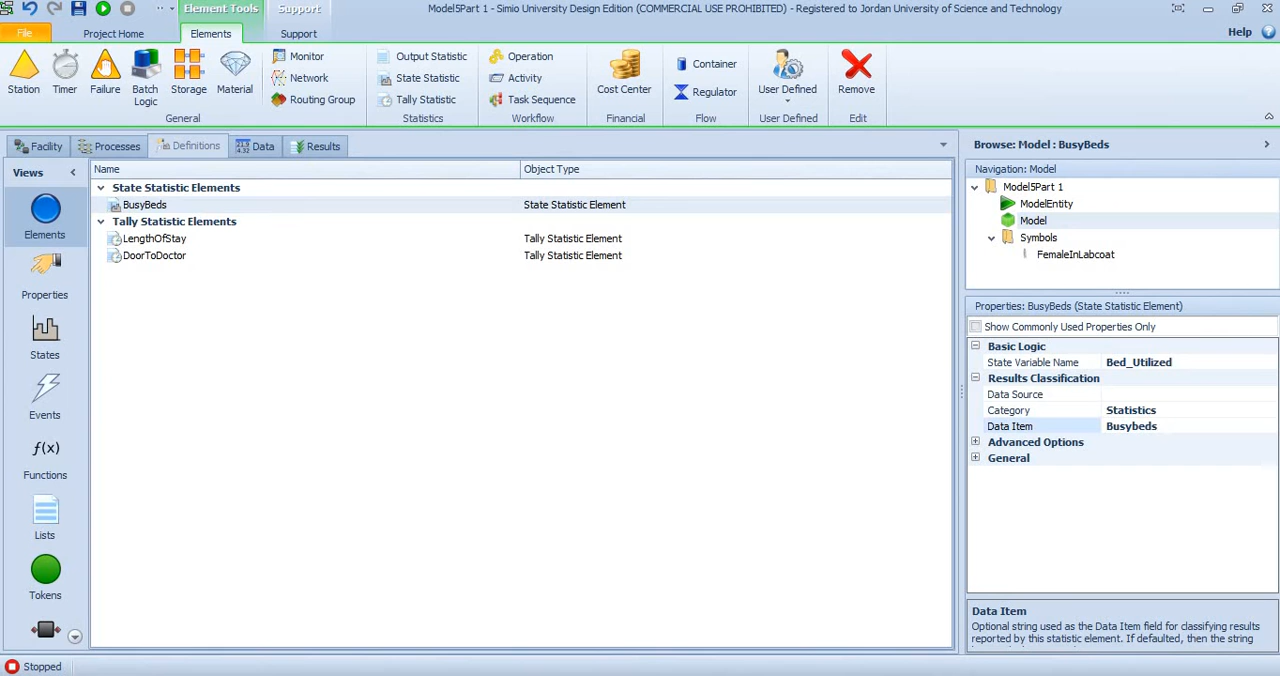 Element Tools
Support
Model5Part 1 - Simio University Design Edition (COMMERCIAL USE PROHIBITED) - Registered to Jordan University of Science and Technology
File
Project Home
Elements
Support
Help
Station
Timer
Failure
Batch
Logic
Storage
Material
Monitor
Network
Routing Group
General
Output Statistic
State Statistic
Tally Statistic
Statistics
Operation
Activity
Task Sequence
Workflow
Cost Center
Financial
Container
Regulator
Flow
User Defined
User Defined
Remove
Edit
Facility
Processes
Definitions
Data
Results
Views
Elements
Properties
States
Events
f(x)
Functions
Lists
Tokens
Name Object Type
State Statistic Elements
BusyBeds State Statistic Element
Tally Statistic Elements
LengthOfStay Tally Statistic Element
DoorToDoctor Tally Statistic Element
Browse: Model : BusyBeds
Navigation: Model
Model5Part 1
ModelEntity
Model
Symbols
FemaleInLabcoat
Properties: BusyBeds (State Statistic Element)
Show Commonly Used Properties Only
Basic Logic
State Variable Name Bed_Utilized
Results Classification
Data Source
Category Statistics
Data Item Busybeds
Advanced Options
General
Data Item
Optional string used as the Data Item field for classifying results
reported by this statistic element. If defaulted, then the string
Stopped